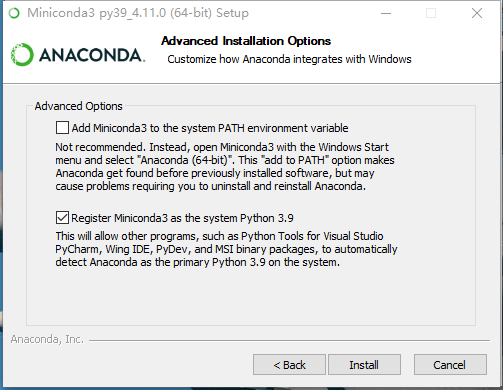 Miniconda3 py39_4.11.0 (64-bit) Setup
ANACONDA.
Advanced Installation Options
Customize how Anaconda integrates with Windows
Advanced Options
Add Miniconda3 to the system PATH environment variable
Not recommended. Instead, open Miniconda3 with the Windows Start
menu and select "Anaconda (64-bit)". This "add to PATH" option makes
Anaconda get found before previously installed software, but may
cause problems requiring you to uninstall and reinstall Anaconda.
Register Miniconda3 as the system Python 3.9
This will allow other programs, such as Python Tools for Visual Studio
PyCharm, Wing IDE, PyDev, and MSI binary packages, to automatically
detect Anaconda as the primary Python 3.9 on the system.
Anaconda, Inc.
< Back
Install
Cancel